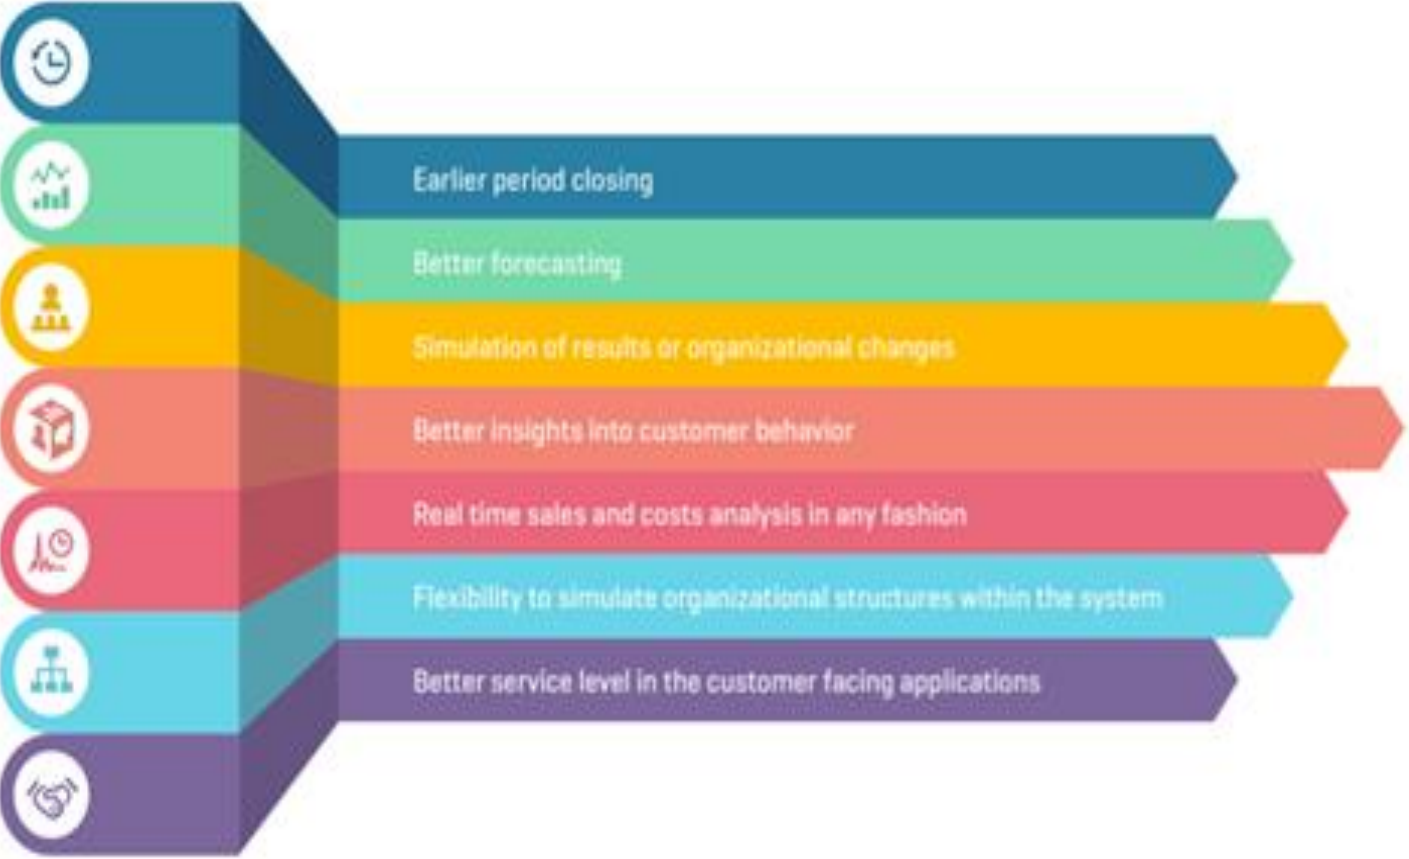 Earlier period closing
Better forecasting
Simulation of results or organizational changes
Better insights into customer behavior
Real time sales and costs analysis in any fashion
Flexibility to simulate organizational structures within the system
Better service level in the customer facing applications